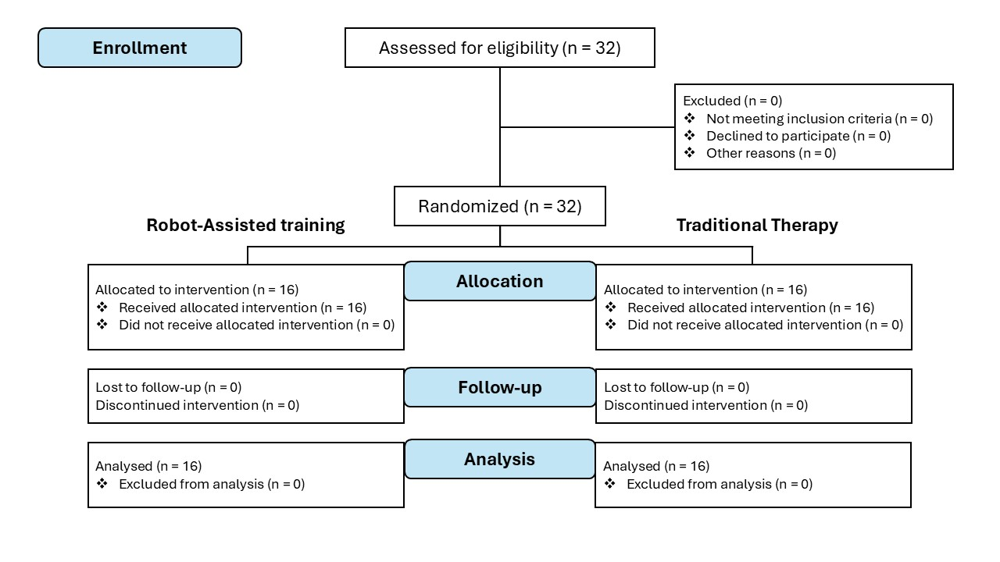 Enrollment
Assessed for eligibility (n = 32)
Excluded (n = 0)
❖ Not meeting inclusion criteria (n = 0)
❖ Declined to participate (n = 0)
❖ Other reasons (n = 0)
Randomized (n = 32)
Robot-Assisted training
Traditional Therapy
Allocation
Allocated to intervention (n = 16)
❖ Received allocated intervention (n = 16)
❖ Did not receive allocated intervention (n = 0)
Allocated to intervention (n = 16)
❖ Received allocated intervention (n = 16)
❖ Did not receive allocated intervention (n = 0)
Follow-up
Lost to follow-up (n = 0)
Discontinued intervention (n = 0)
Lost to follow-up (n = 0)
Discontinued intervention (n = 0)
Analysis
Analysed (n = 16)
❖ Excluded from analysis (n = 0)
Analysed (n = 16)
❖ Excluded from analysis (n = 0)